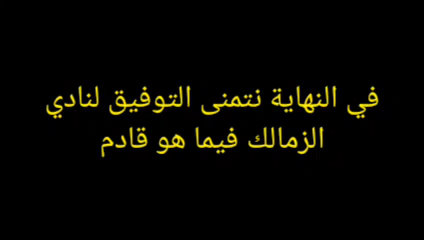 في النهاية نتمنى التوفيق لنادي
الزمالك فيما هو قادم